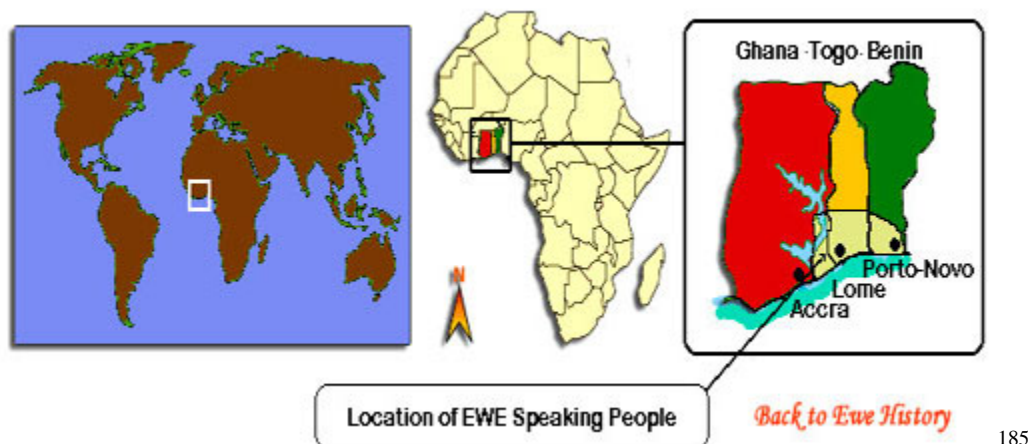 Ghana · Togo · Benin
N
Porto-Novo
Lome
Accra
Location of EWE Speaking People
Back to Ewe History
185